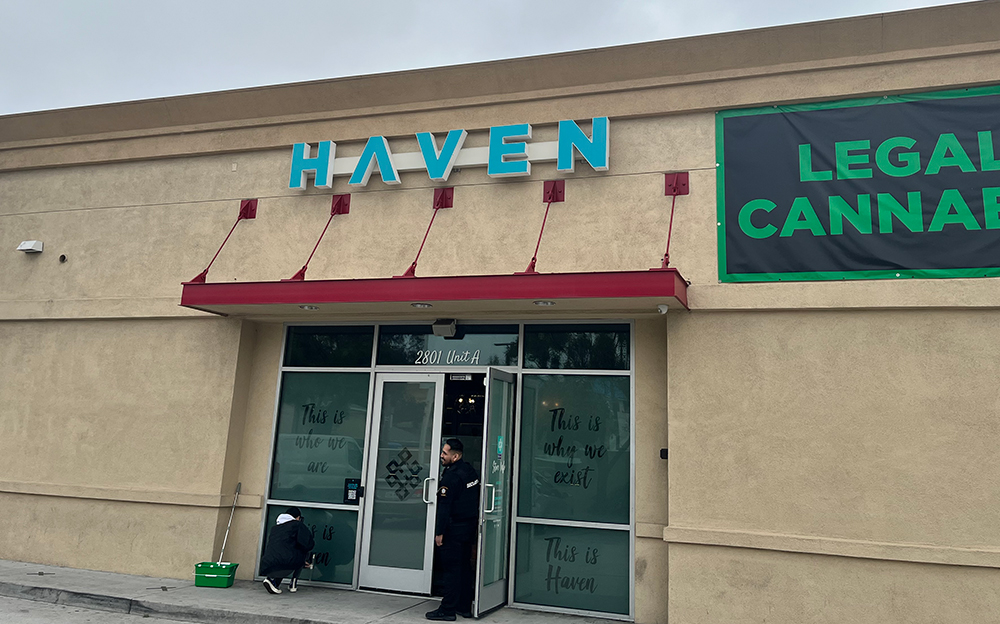 HAVEN
LEGAL
CANNAB
2801 Unit A
This is
who we
are
This is
why we
exist
This is
Haven